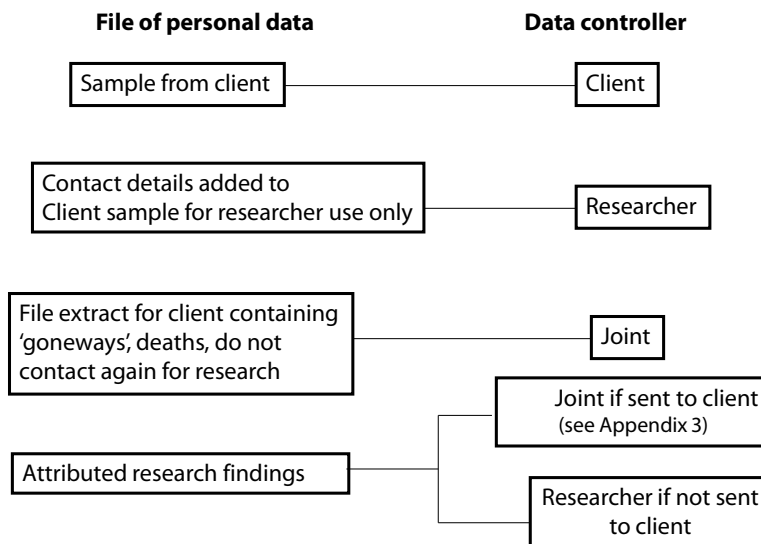 File of personal data
Data controller
Sample from client
Client
Contact details added to
Client sample for researcher use only
Researcher
File extract for client containing
‘goneways’, deaths, do not
contact again for research
Joint
Attributed research findings
Joint if sent to client
(see Appendix 3)
Researcher if not sent
to client